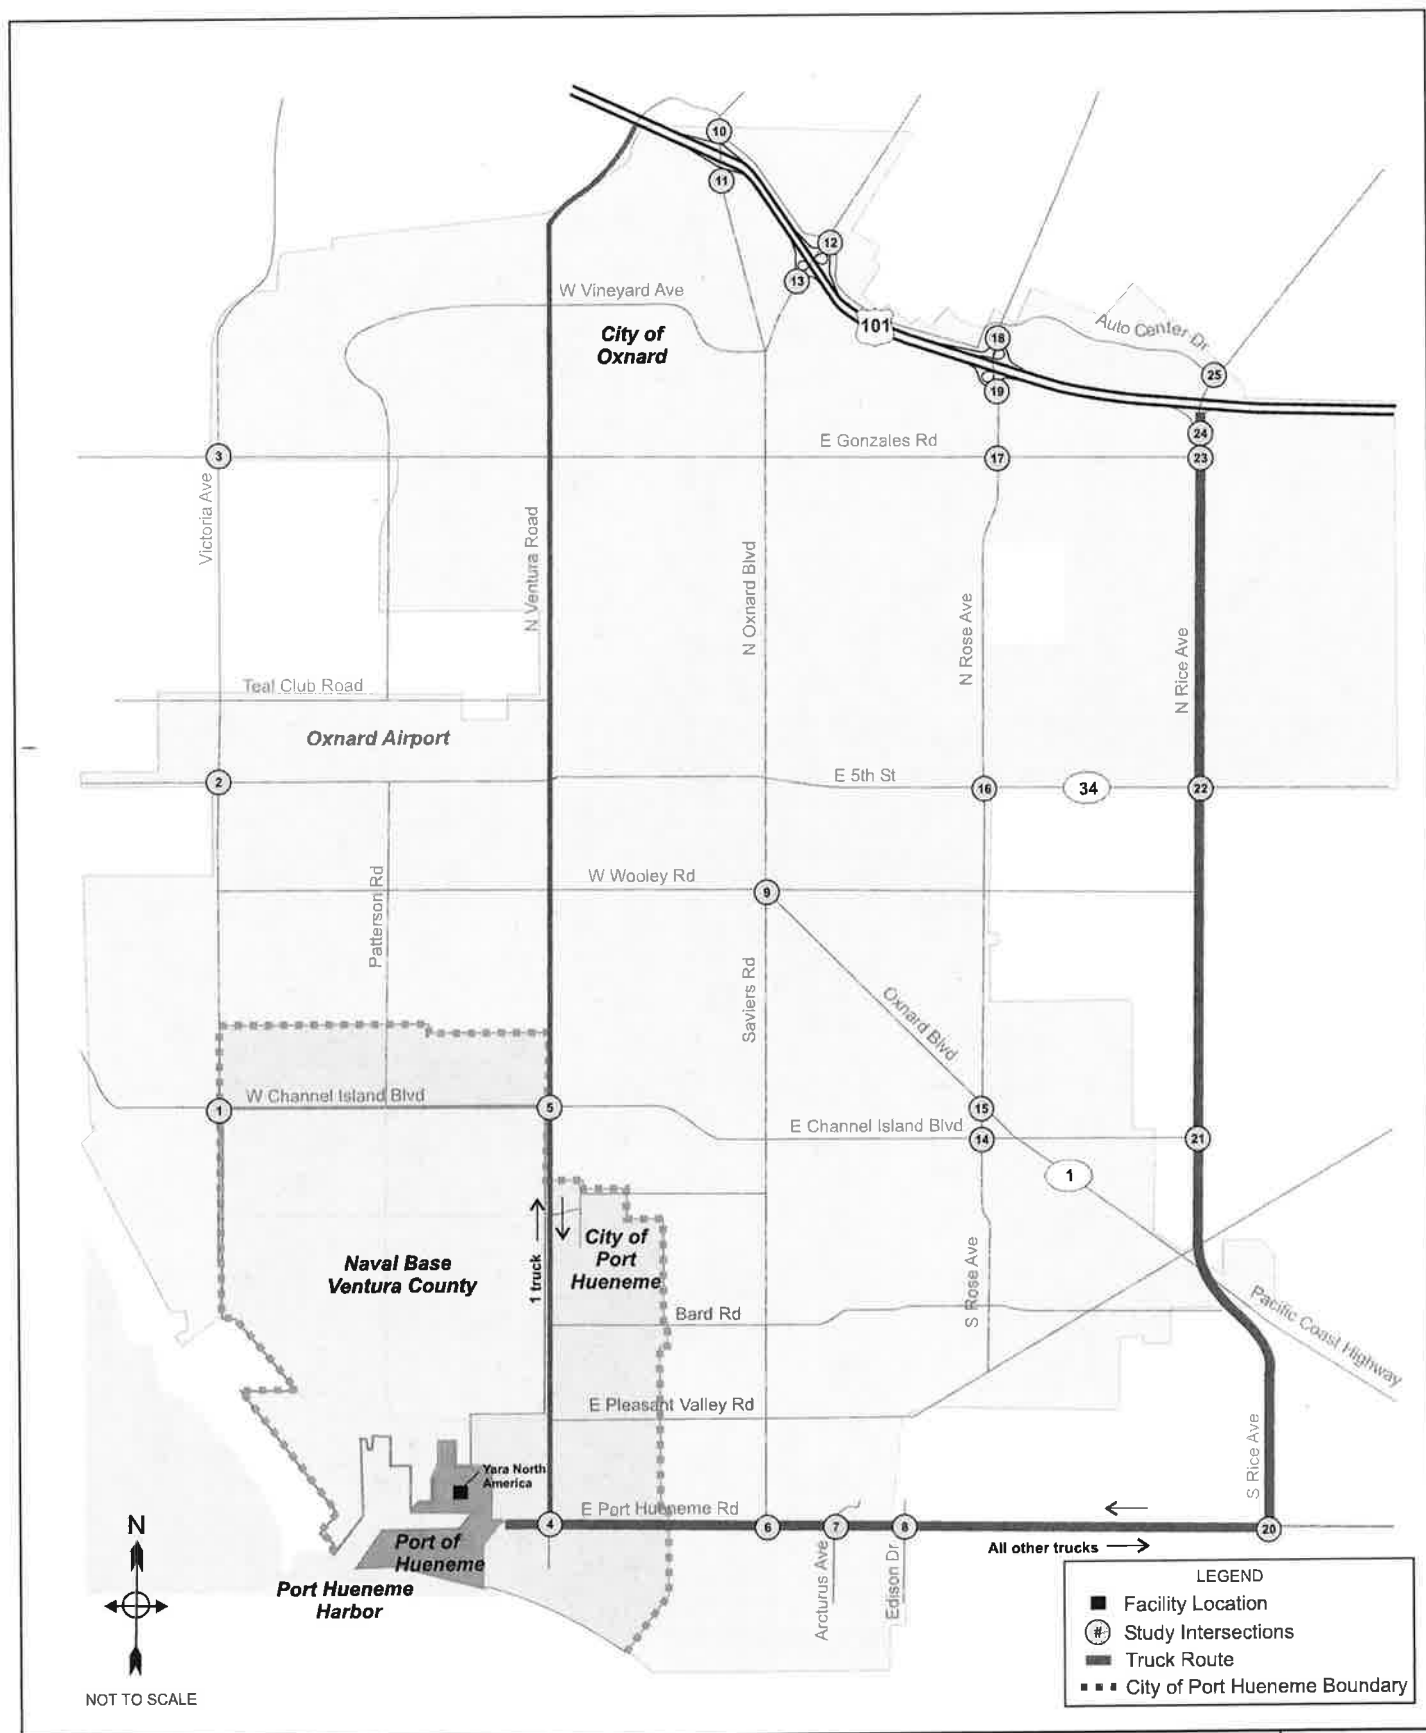 10
11
12
13
W Vineyard Ave
City of
Oxnard
101
18
Auto Center Dr
25
19
24
E Gonzales Rd
3
17
23
Victoria Ave
N Ventura Road
N Oxnard Blvd
N Rose Ave
N Rice Ave
Teal Club Road
Oxnard Airport
2
E 5th St
16
34
22
W Wooley Rd
9
Patterson Rd
Saviers Rd
Oxnard Blvd
W Channel Island Blvd
1
5
15
E Channel Island Blvd
14
21
1
1 truck
City of
Port
Hueneme
Naval Base
Ventura County
S Rose Ave
Bard Rd
Pacific Coast Highway
E Pleasant Valley Rd
S Rice Ave
Yara North
America
E Port Hueneme Rd
4
6
7
8
20
Port of
Hueneme
All other trucks
Port Hueneme
Harbor
Arcturus Ave
Edison Dr
N
NOT TO SCALE
LEGEND
Facility Location
# Study Intersections
Truck Route
City of Port Hueneme Boundary